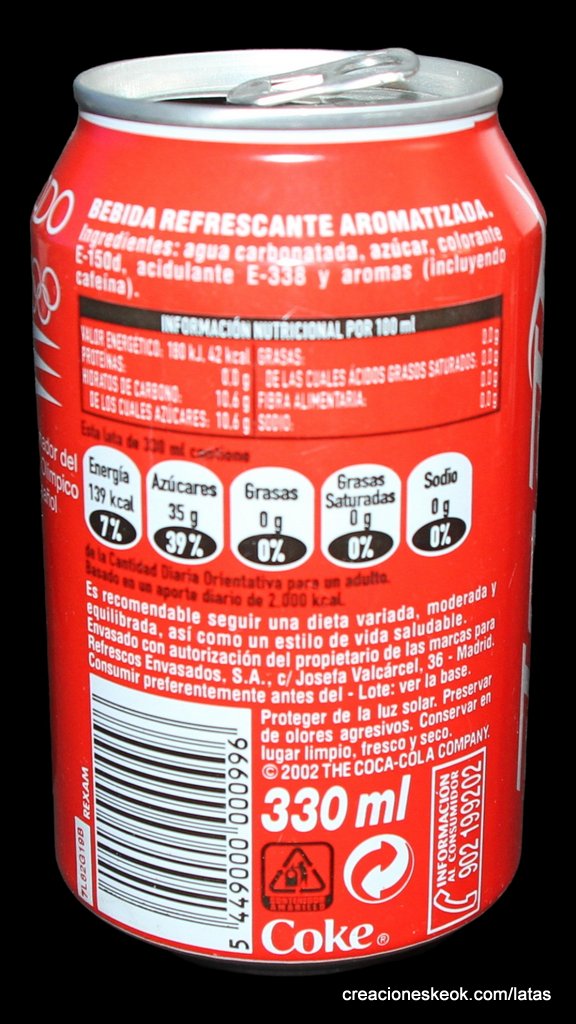 BEBIDA REFRESCANTE AROMATIZADA.
Ingredientes: agua carbonatada, azúcar, colorante
E-150d, acidulante E-338 y aromas (incluyendo
cafeína).
INFORMACIÓN NUTRICIONAL POR 100 ml
VALOR ENERGÉTICO: 180 kJ, 42 kcal
PROTEÍNAS: 0.0 g
HIDRATOS DE CARBONO: 10.6 g
DE LOS CUALES AZÚCARES: 10.6 g
GRASAS: 0.0 g
DE LAS CUALES ÁCIDOS GRASOS SATURADOS: 0.0 g
FIBRA ALIMENTARIA: 0.0 g
SODIO: 0.0 g
Esta lata de 330 ml contiene
Energía
139 kcal
7%
Azúcares
35 g
39%
Grasas
0 g
0%
Grasas
Saturadas
0 g
0%
Sodio
0 g
0%
de la Cantidad Diaria Orientativa para un adulto.
Basado en un aporte diario de 2.000 kcal.
Es recomendable seguir una dieta variada, moderada y
equilibrada, así como un estilo de vida saludable.
Envasado con autorización del propietario de las marcas para
Refrescos Envasados, S.A., c/ Josefa Valcárcel, 36 - Madrid.
Consumir preferentemente antes del - Lote: ver la base.
Proteger de la luz solar. Preservar
de olores agresivos. Conservar en
lugar limpio, fresco y seco.
© 2002 THE COCA-COLA COMPANY.
330 ml
INFORMACIÓN
AL CONSUMIDOR
902 199202
Coke®
5 449000 000996
REXAM
7L82G19B
creacioneskeok.com/latas